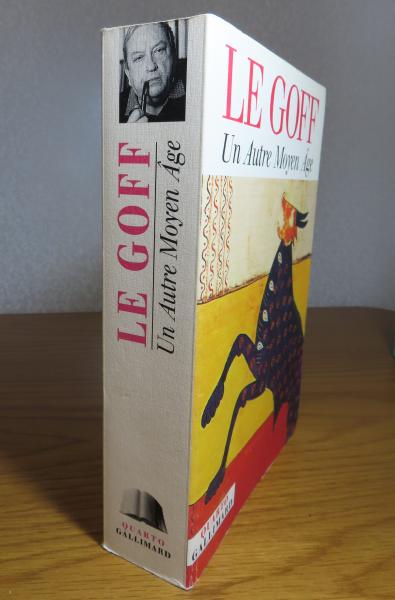 LE GOFF
Un Autre Moyen Âge
QUARTO
GALLIMARD
LE GOFF
Un Autre Moyen Âge
QUARTO
GALLIMARD